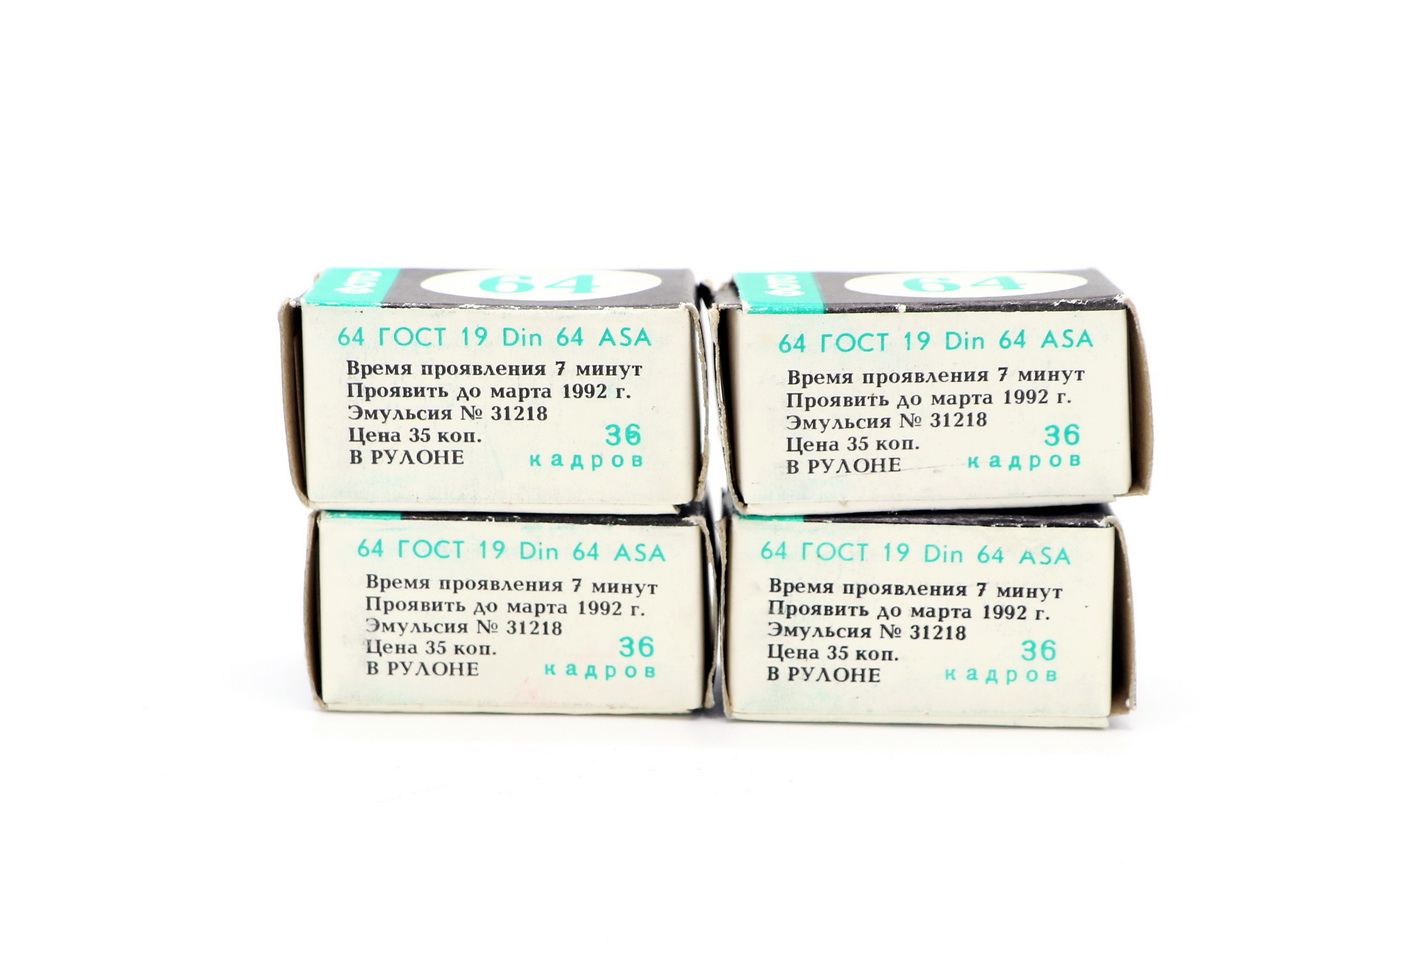 ФОТО
64
64 ГОСТ 19 Din 64 ASA
Время проявления 7 минут
Проявить до марта 1992 г.
Эмульсия № 31218
Цена 35 коп.
В РУЛОНЕ
36
кадров
ФОТО
64
64 ГОСТ 19 Din 64 ASA
Время проявления 7 минут
Проявить до марта 1992 г.
Эмульсия № 31218
Цена 35 коп.
В РУЛОНЕ
36
кадров
64 ГОСТ 19 Din 64 ASA
Время проявления 7 минут
Проявить до марта 1992 г.
Эмульсия № 31218
Цена 35 коп.
В РУЛОНЕ
36
кадров
64 ГОСТ 19 Din 64 ASA
Время проявления 7 минут
Проявить до марта 1992 г.
Эмульсия № 31218
Цена 35 коп.
В РУЛОНЕ
36
кадров